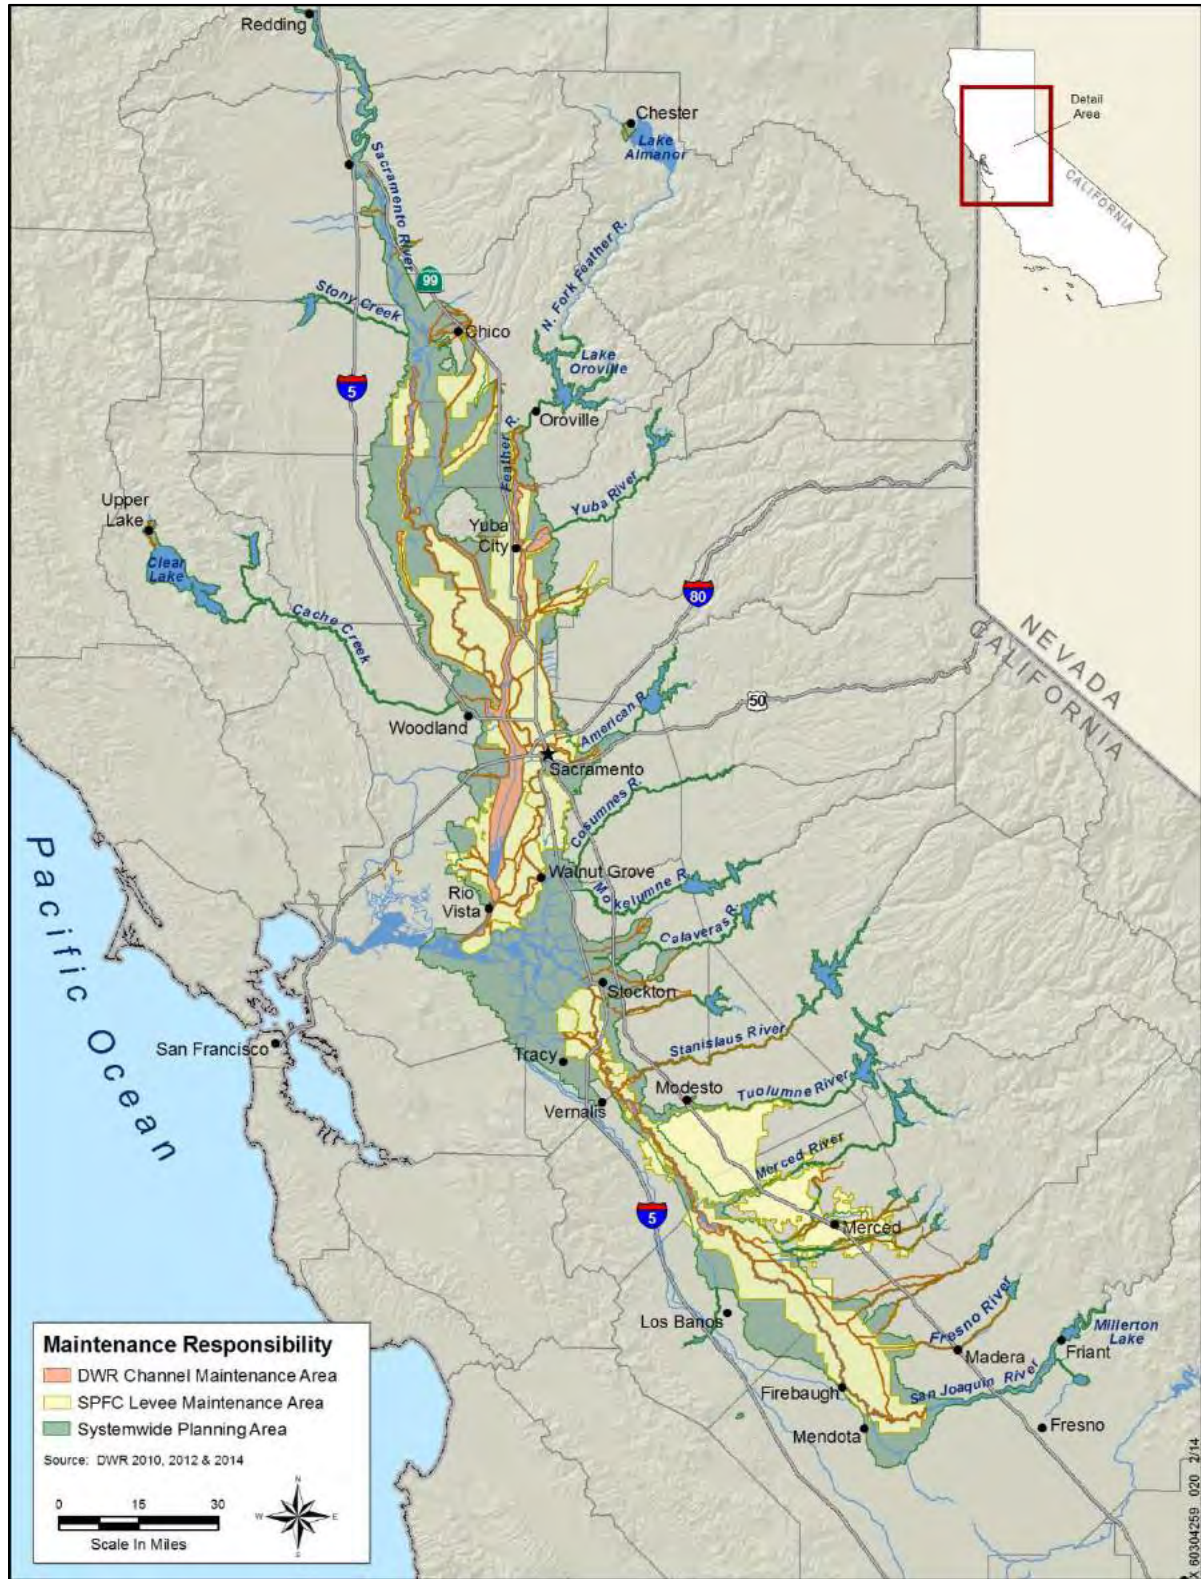 Redding
Chester
Lake
Almanor
Detail
Area
CALIFORNIA
Sacramento River
N. Fork Feather R.
99
Stony Creek
Chico
Lake
Oroville
5
Oroville
Feather R.
Yuba River
Upper
Lake
Yuba
City
Clear
Lake
80
Cache Creek
NEVADA
CALIFORNIA
50
American R.
Woodland
Sacramento
Cosumnes R.
Pacific Ocean
Walnut Grove
Mokelumne R.
Rio
Vista
Calaveras R.
Stockton
Stanislaus River
San Francisco
Tracy
Modesto
Tuolumne River
Vernalis
Merced River
5
Merced
Los Banos
Fresno River
Millerton
Lake
Madera
Friant
Firebaugh
San Joaquin River
Mendota
Fresno
Maintenance Responsibility
DWR Channel Maintenance Area
SPFC Levee Maintenance Area
Systemwide Planning Area
Source: DWR 2010, 2012 & 2014
0 15 30
Scale In Miles
N
W E
S
60304259 020 2/14